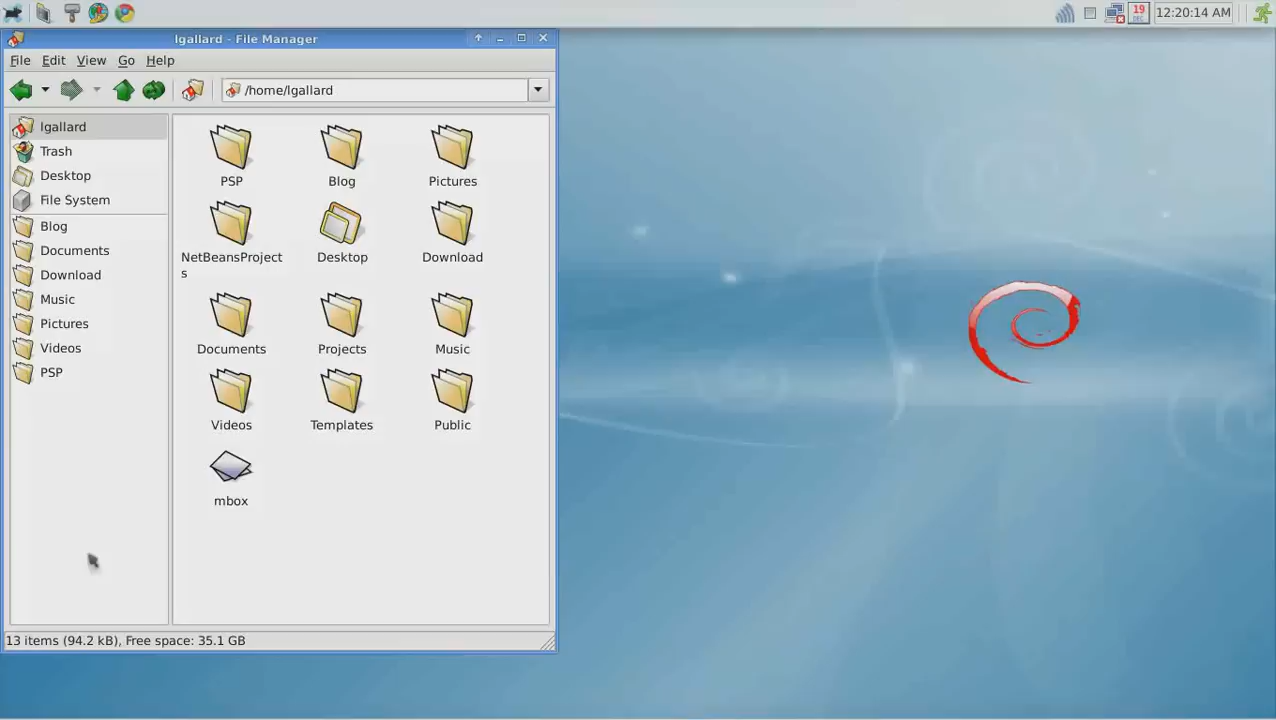 19
DEC
12:20:14 AM
lgallard - File Manager
File Edit View Go Help
/home/lgallard
lgallard
Trash
Desktop
File System
Blog
Documents
Download
Music
Pictures
Videos
PSP
PSP Blog Pictures
NetBeansProject
s
Desktop Download
Documents Projects Music
Videos Templates Public
mbox
13 items (94.2 kB), Free space: 35.1 GB